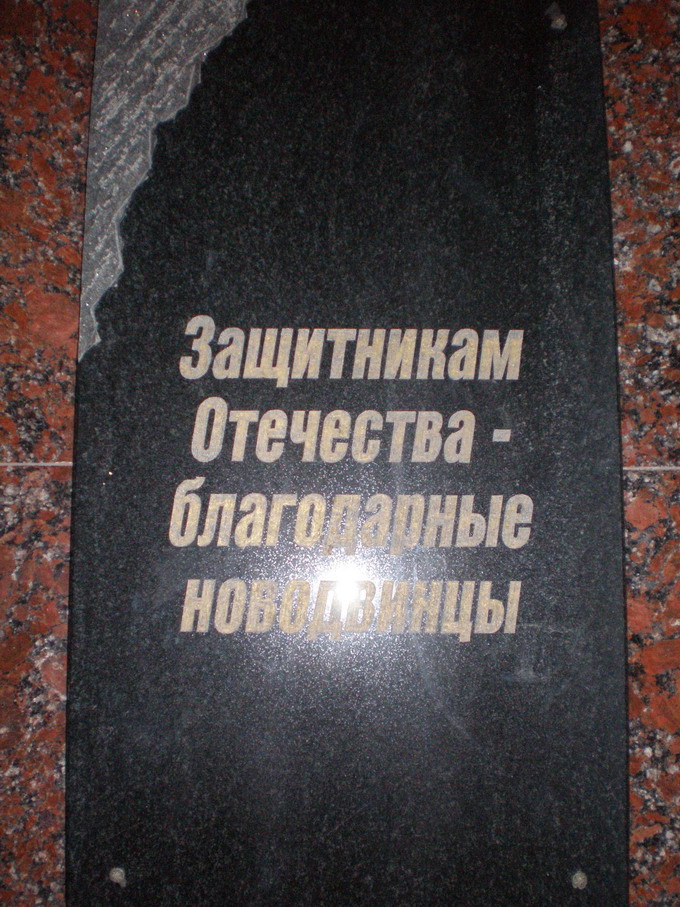 Защитникам
Отечества -
благодарные
новодвинцы